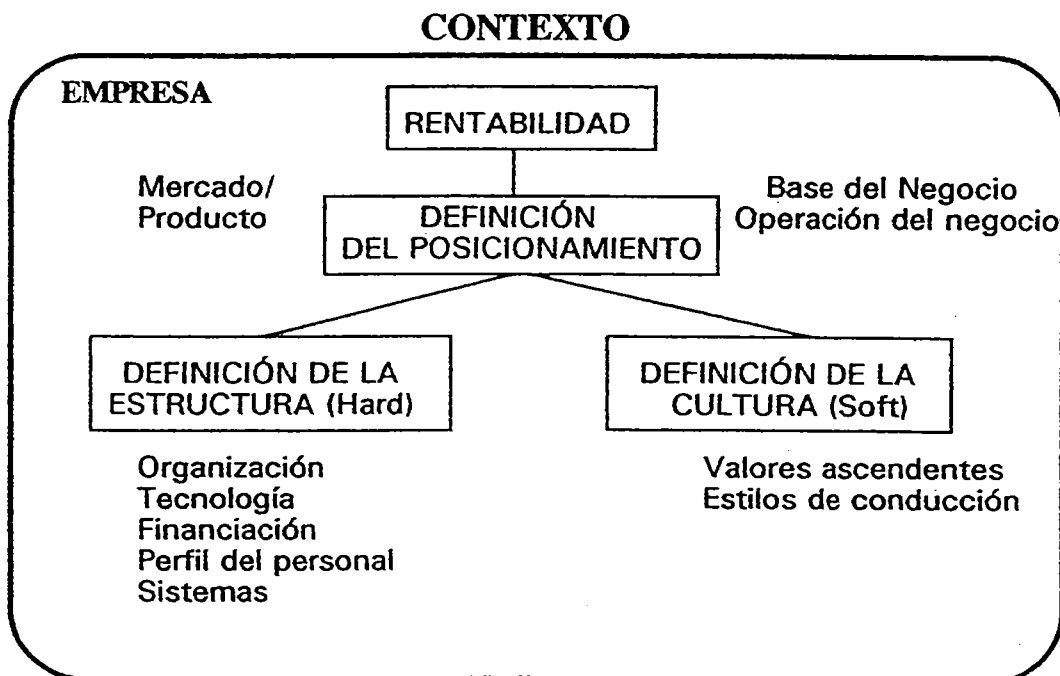 CONTEXTO
EMPRESA
RENTABILIDAD
Mercado/
Producto
DEFINICIÓN
DEL POSICIONAMIENTO
Base del Negocio
Operación del negocio
DEFINICIÓN DE LA
ESTRUCTURA (Hard)
DEFINICIÓN DE LA
CULTURA (Soft)
Organización
Tecnología
Financiación
Perfil del personal
Sistemas
Valores ascendentes
Estilos de conducción